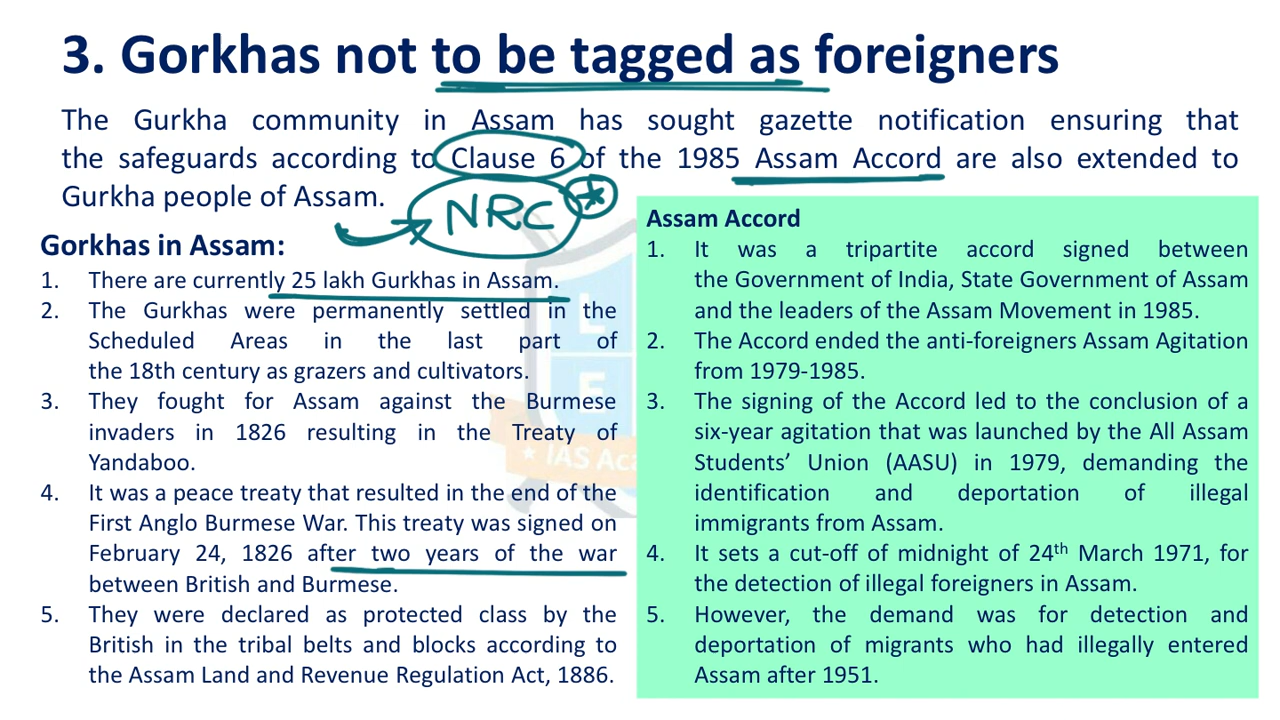 3. Gorkhas not to be tagged as foreigners
The Gurkha community in Assam has sought gazette notification ensuring that
the safeguards according to Clause 6 of the 1985 Assam Accord are also extended to
Gurkha people of Assam.
NRC
Gorkhas in Assam:
1. There are currently 25 lakh Gurkhas in Assam.
2. The Gurkhas were permanently settled in the
Scheduled Areas in the last part of
the 18th century as grazers and cultivators.
3. They fought for Assam against the Burmese
invaders in 1826 resulting in the Treaty of
Yandaboo.
4. It was a peace treaty that resulted in the end of the
First Anglo Burmese War. This treaty was signed on
February 24, 1826 after two years of the war
between British and Burmese.
5. They were declared as protected class by the
British in the tribal belts and blocks according to
the Assam Land and Revenue Regulation Act, 1886.
Assam Accord
1. It was a tripartite accord signed between
the Government of India, State Government of Assam
and the leaders of the Assam Movement in 1985.
2. The Accord ended the anti-foreigners Assam Agitation
from 1979-1985.
3. The signing of the Accord led to the conclusion of a
six-year agitation that was launched by the All Assam
Students’ Union (AASU) in 1979, demanding the
identification and deportation of illegal
immigrants from Assam.
4. It sets a cut-off of midnight of 24th March 1971, for
the detection of illegal foreigners in Assam.
5. However, the demand was for detection and
deportation of migrants who had illegally entered
Assam after 1951.
L
E
IAS